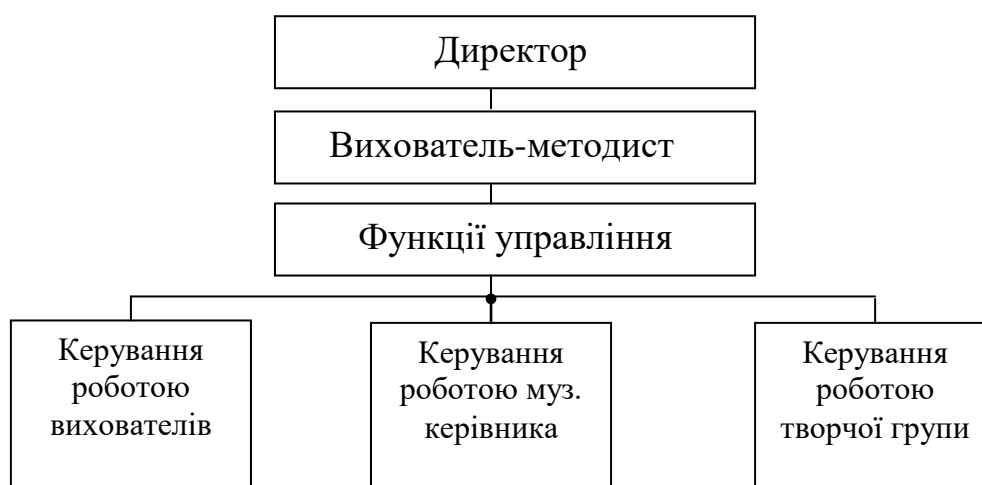 Директор
Вихователь-методист
Функції управління
Керування
роботою
вихователів
Керування
роботою муз.
керівника
Керування
роботою
творчої групи